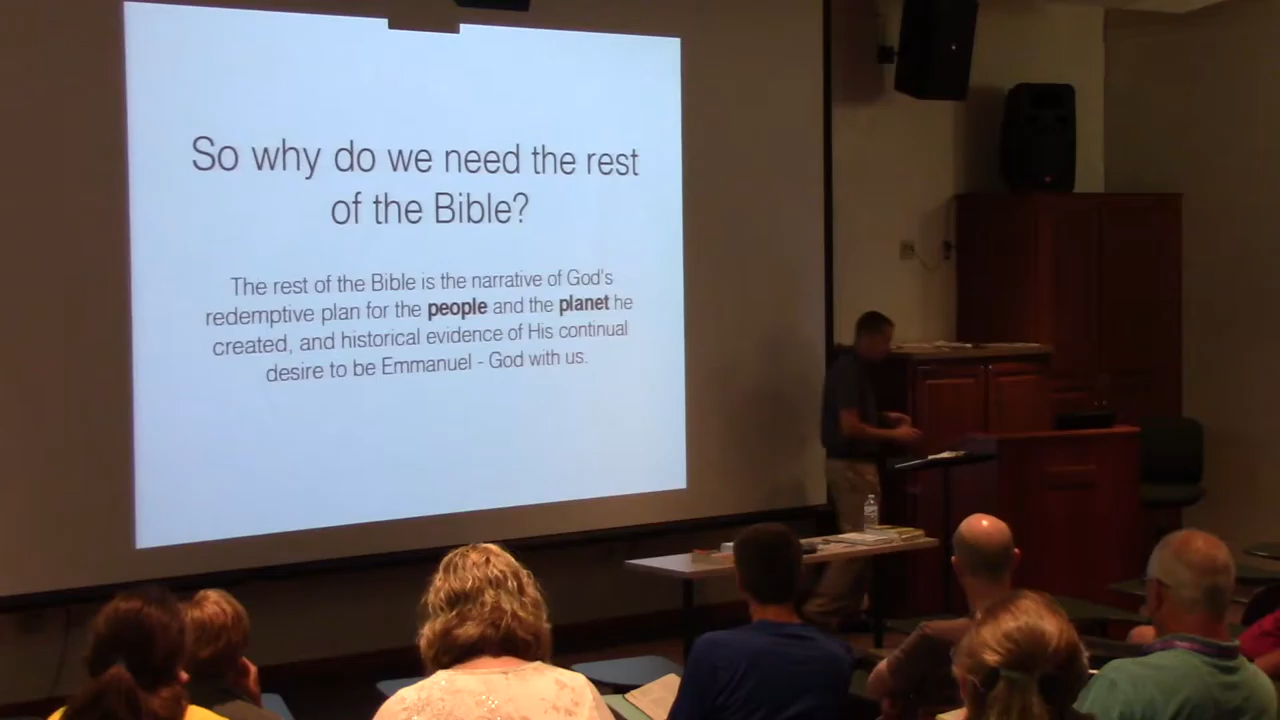 So why do we need the rest
of the Bible?
The rest of the Bible is the narrative of God's
redemptive plan for the people and the planet he
created, and historical evidence of His continual
desire to be Emmanuel - God with us.